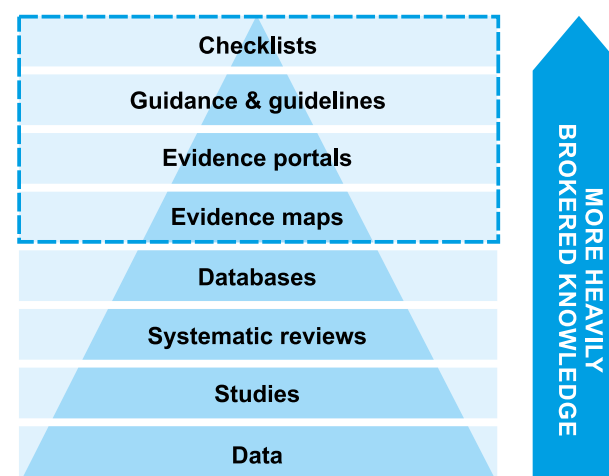 Checklists
Guidance & guidelines
Evidence portals
Evidence maps
Databases
Systematic reviews
Studies
Data
MORE HEAVILY
BROKERED KNOWLEDGE